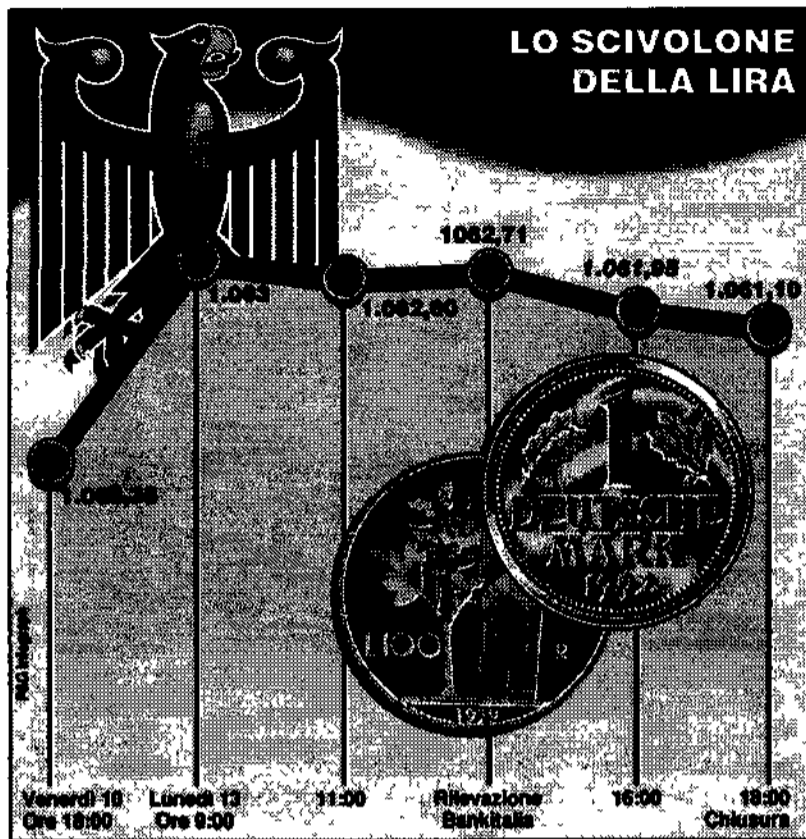 LO SCIVOLONE
DELLA LIRA
1062,71
1.063
1.062,60
1.061,95
1.061,10
1
DEUTSCHE
MARK
L.100
Venerdì 10
Ore 18:00
Lunedì 13
Ore 9:00
11:00
Rilevazione
Bankitalia
16:00
18:00
Chiusura